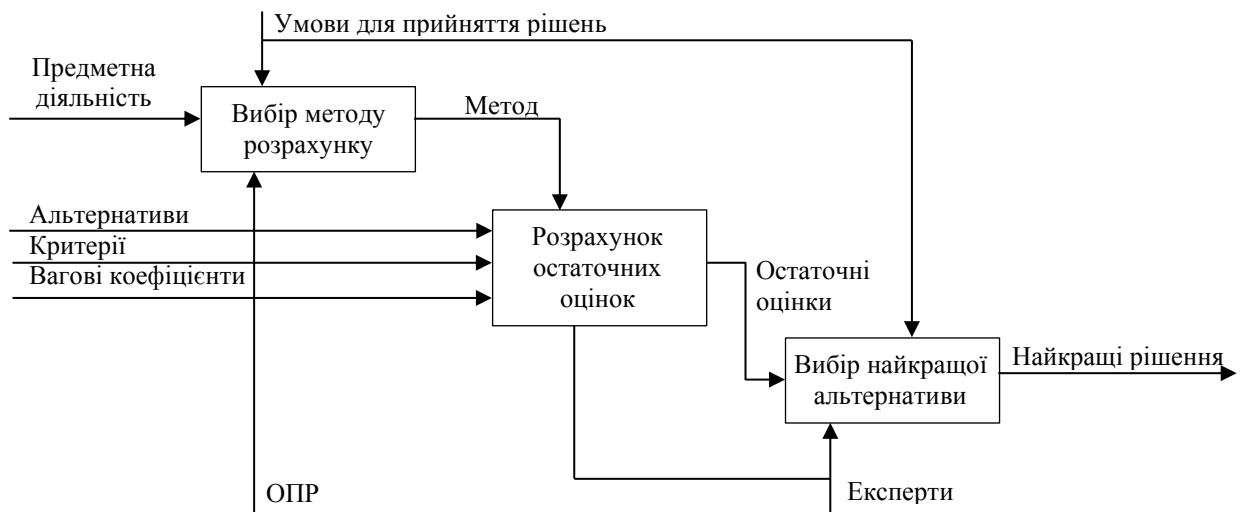 Умови для прийняття рішень
Предметна
діяльність
Вибір методу
розрахунку
Метод
Альтернативи
Критерії
Вагові коефіцієнти
Розрахунок
остаточних
оцінок
Остаточні
оцінки
Вибір найкращої
альтернативи
Найкращі рішення
ОПР
Експерти